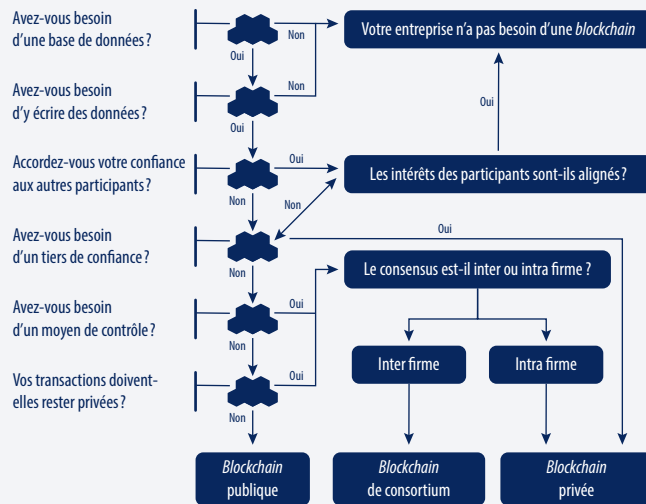 Avez-vous besoin
d'une base de données ?
Non
Votre entreprise n'a pas besoin d'une blockchain
Oui
Avez-vous besoin
d'y écrire des données ?
Non
Oui
Oui
Accordez-vous votre confiance
aux autres participants ?
Oui
Les intérêts des participants sont-ils alignés ?
Non
Non
Avez-vous besoin
d'un tiers de confiance ?
Oui
Non
Le consensus est-il inter ou intra firme ?
Avez-vous besoin
d'un moyen de contrôle ?
Oui
Non
Inter firme
Intra firme
Vos transactions doivent-
elles rester privées ?
Oui
Non
Blockchain
publique
Blockchain
de consortium
Blockchain
privée